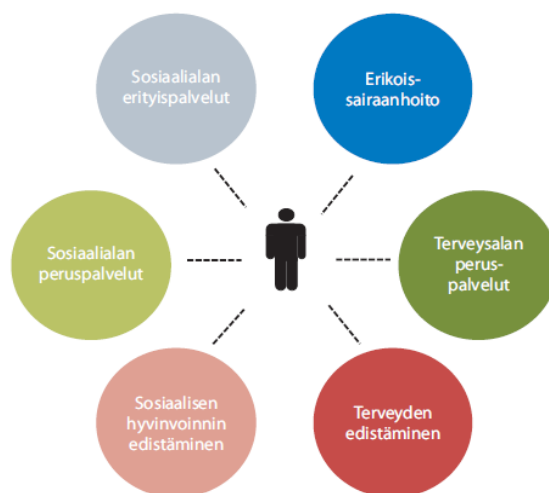 Sosiaalialan
erityispalvelut
Erikois-
sairaanhoito
Sosiaalialan
peruspalvelut
Terveysalan
perus-
palvelut
Sosiaalisen
hyvinvoinnin
edistäminen
Terveyden
edistäminen